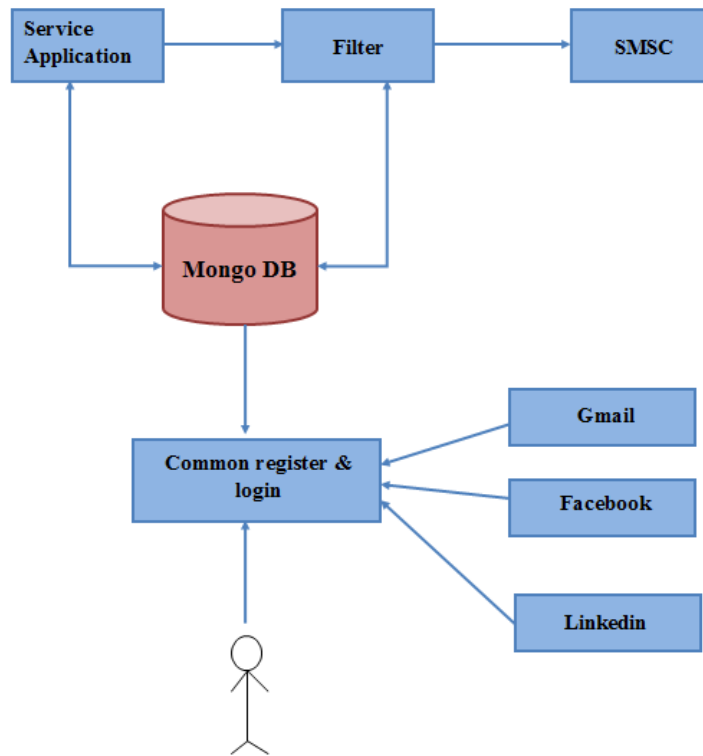 Service
Application
Filter
SMSC
Mongo DB
Gmail
Common register &
login
Facebook
Linkedin